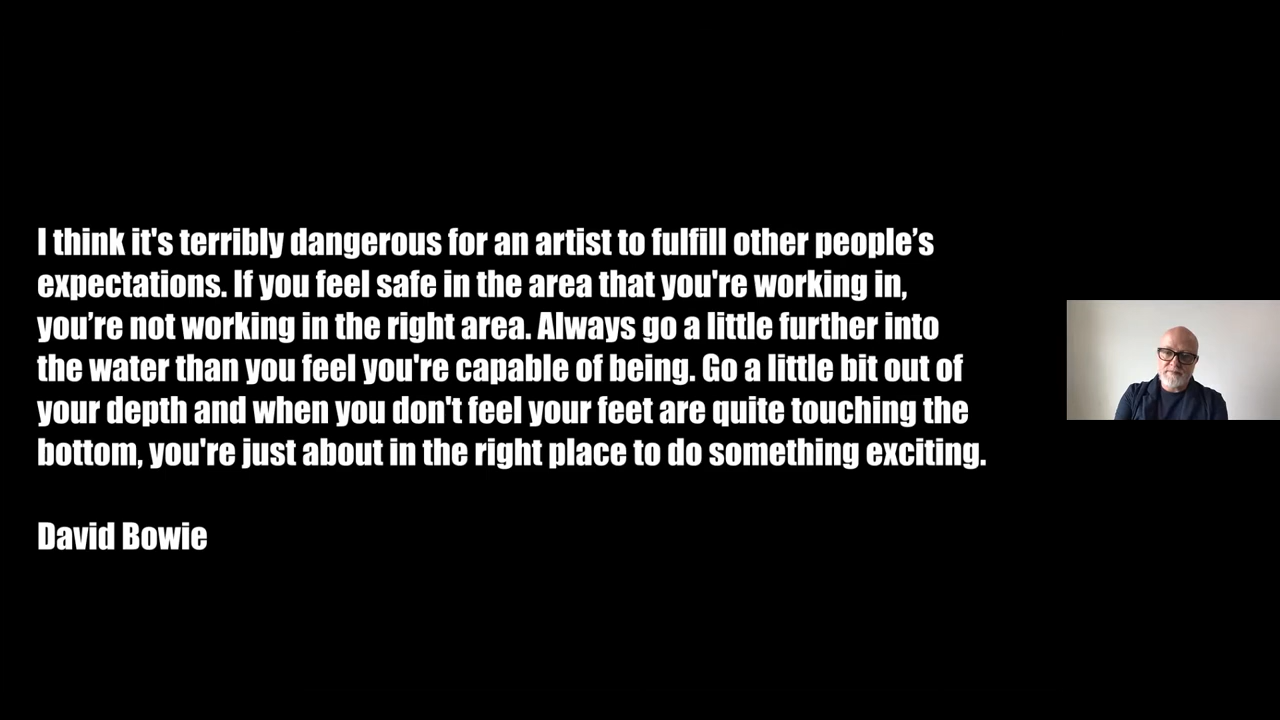 I think it's terribly dangerous for an artist to fulfill other people’s
expectations. If you feel safe in the area that you're working in,
you’re not working in the right area. Always go a little further into
the water than you feel you're capable of being. Go a little bit out of
your depth and when you don't feel your feet are quite touching the
bottom, you're just about in the right place to do something exciting.
David Bowie